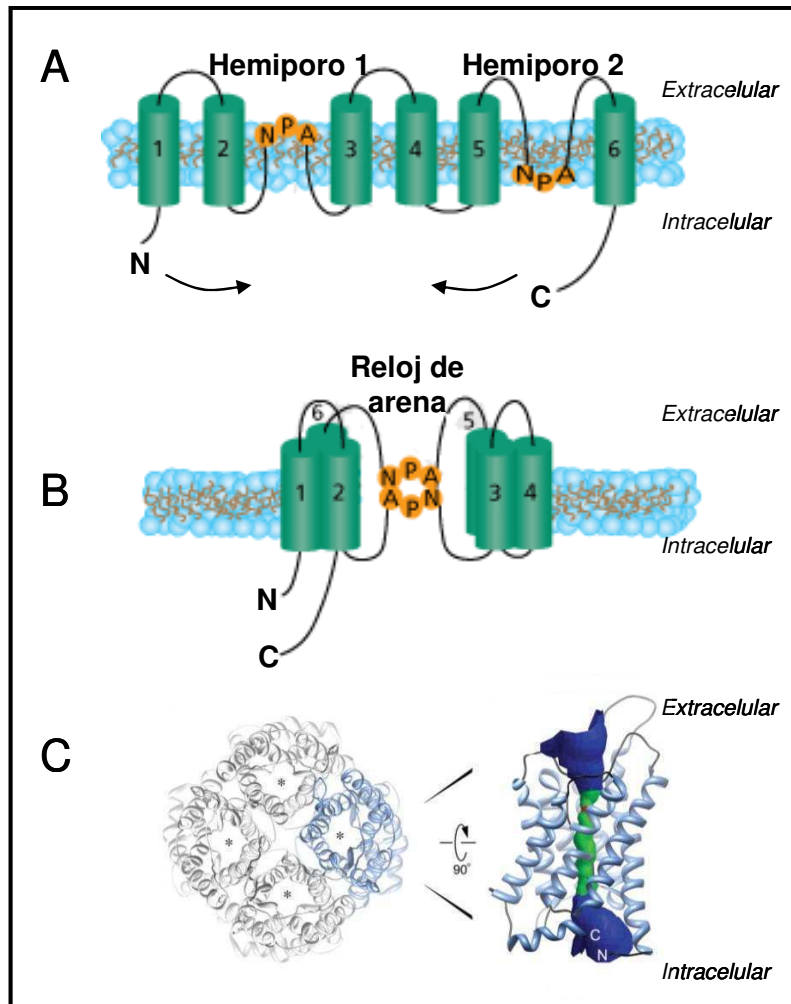 A
Hemiporo 1
Hemiporo 2
Extracelular
N P A
1 2 3 4 5 6
N P A
Intracelular
N
C
Reloj de
arena
Extracelular
6
5
B
N P A
1 2 3 4
A P N
Intracelular
N
C
Extracelular
C
* * * *
90°
C
N
Intracelular